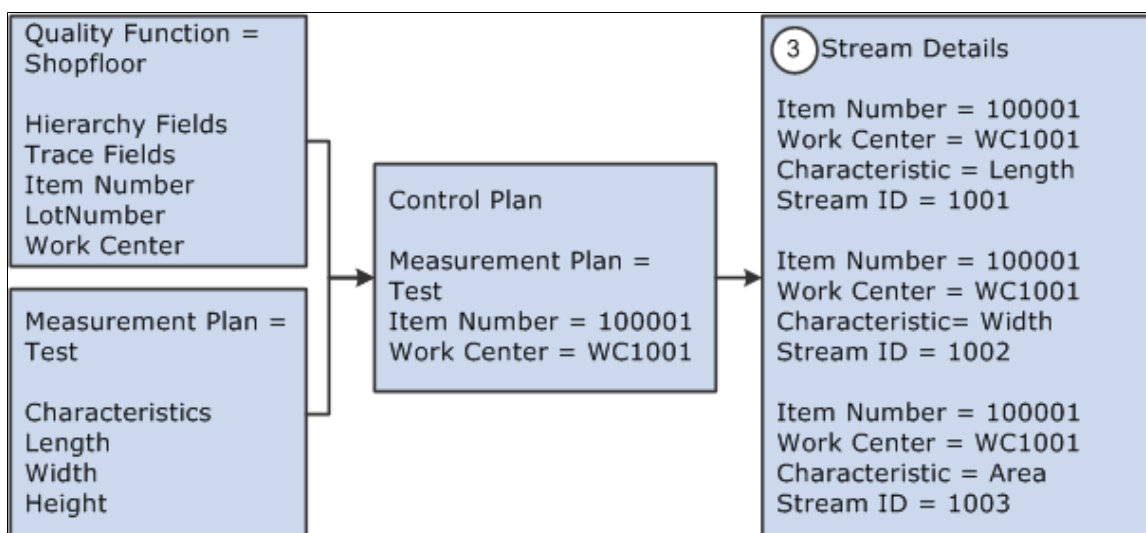 Quality Function =
Shopfloor
Hierarchy Fields
Trace Fields
Item Number
LotNumber
Work Center
Measurement Plan =
Test
Characteristics
Length
Width
Height
Control Plan
Measurement Plan =
Test
Item Number = 100001
Work Center = WC1001
3 Stream Details
Item Number = 100001
Work Center = WC1001
Characteristic = Length
Stream ID = 1001
Item Number = 100001
Work Center = WC1001
Characteristic= Width
Stream ID = 1002
Item Number = 100001
Work Center = WC1001
Characteristic = Area
Stream ID = 1003